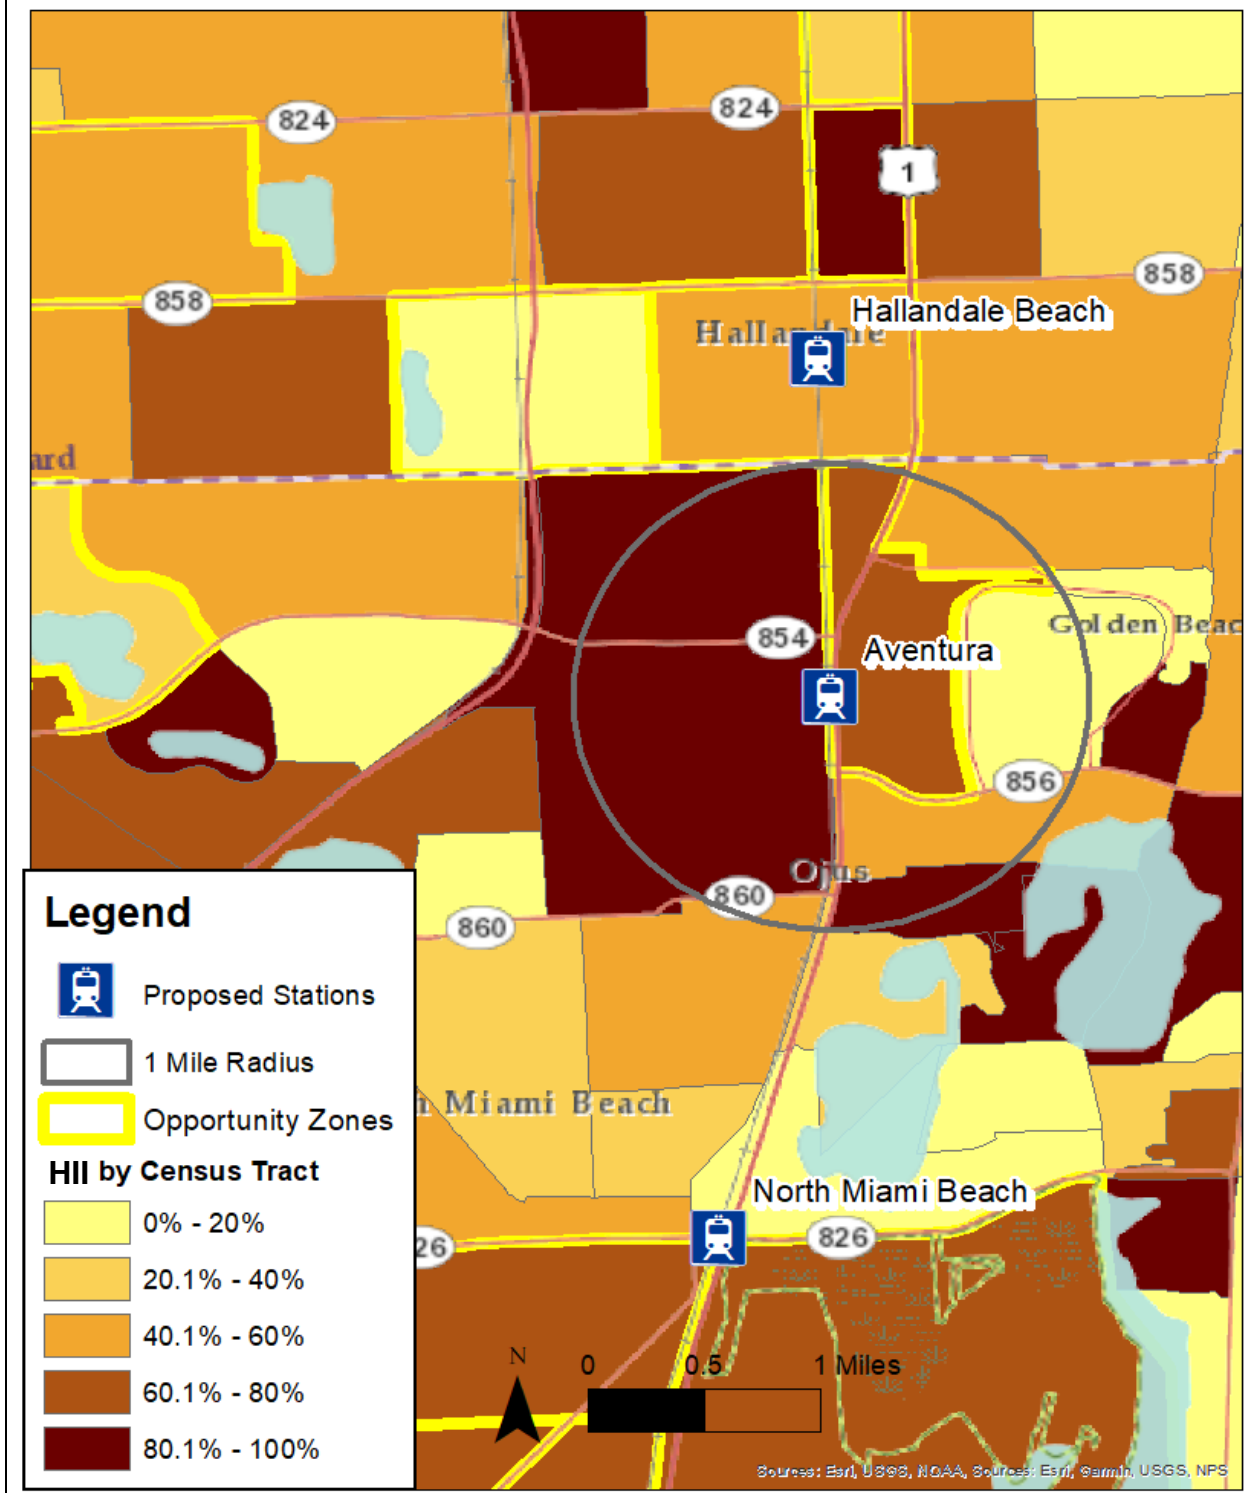 824
824
1
858
858
Hallandale Beach
Hallandale
ard
854
Golden Beac
Aventura
856
Ojus
860
860
h Miami Beach
North Miami Beach
826
26
Legend
Proposed Stations
1 Mile Radius
Opportunity Zones
HII by Census Tract
0% - 20%
20.1% - 40%
40.1% - 60%
60.1% - 80%
80.1% - 100%
N
0 0.5 1 Miles
Sources: Esri, USGS, NOAA, Sources: Esri, Garmin, USGS, NPS